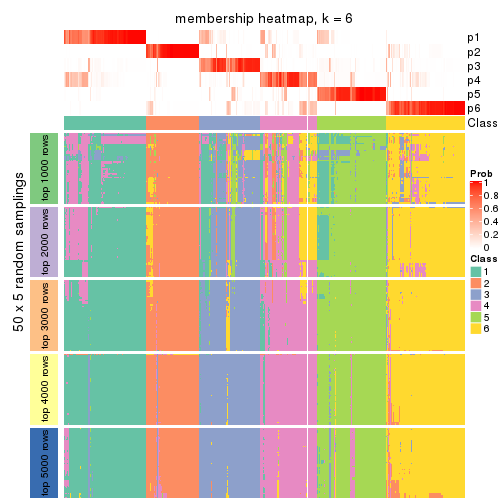 membership heatmap, k = 6
p1
p2
p3
p4
p5
p6
Class
50 x 5 random samplings
top 1000 rows
top 2000 rows
top 3000 rows
top 4000 rows
top 5000 rows
Prob
1
0.8
0.6
0.4
0.2
0
Class
1
2
3
4
5
6